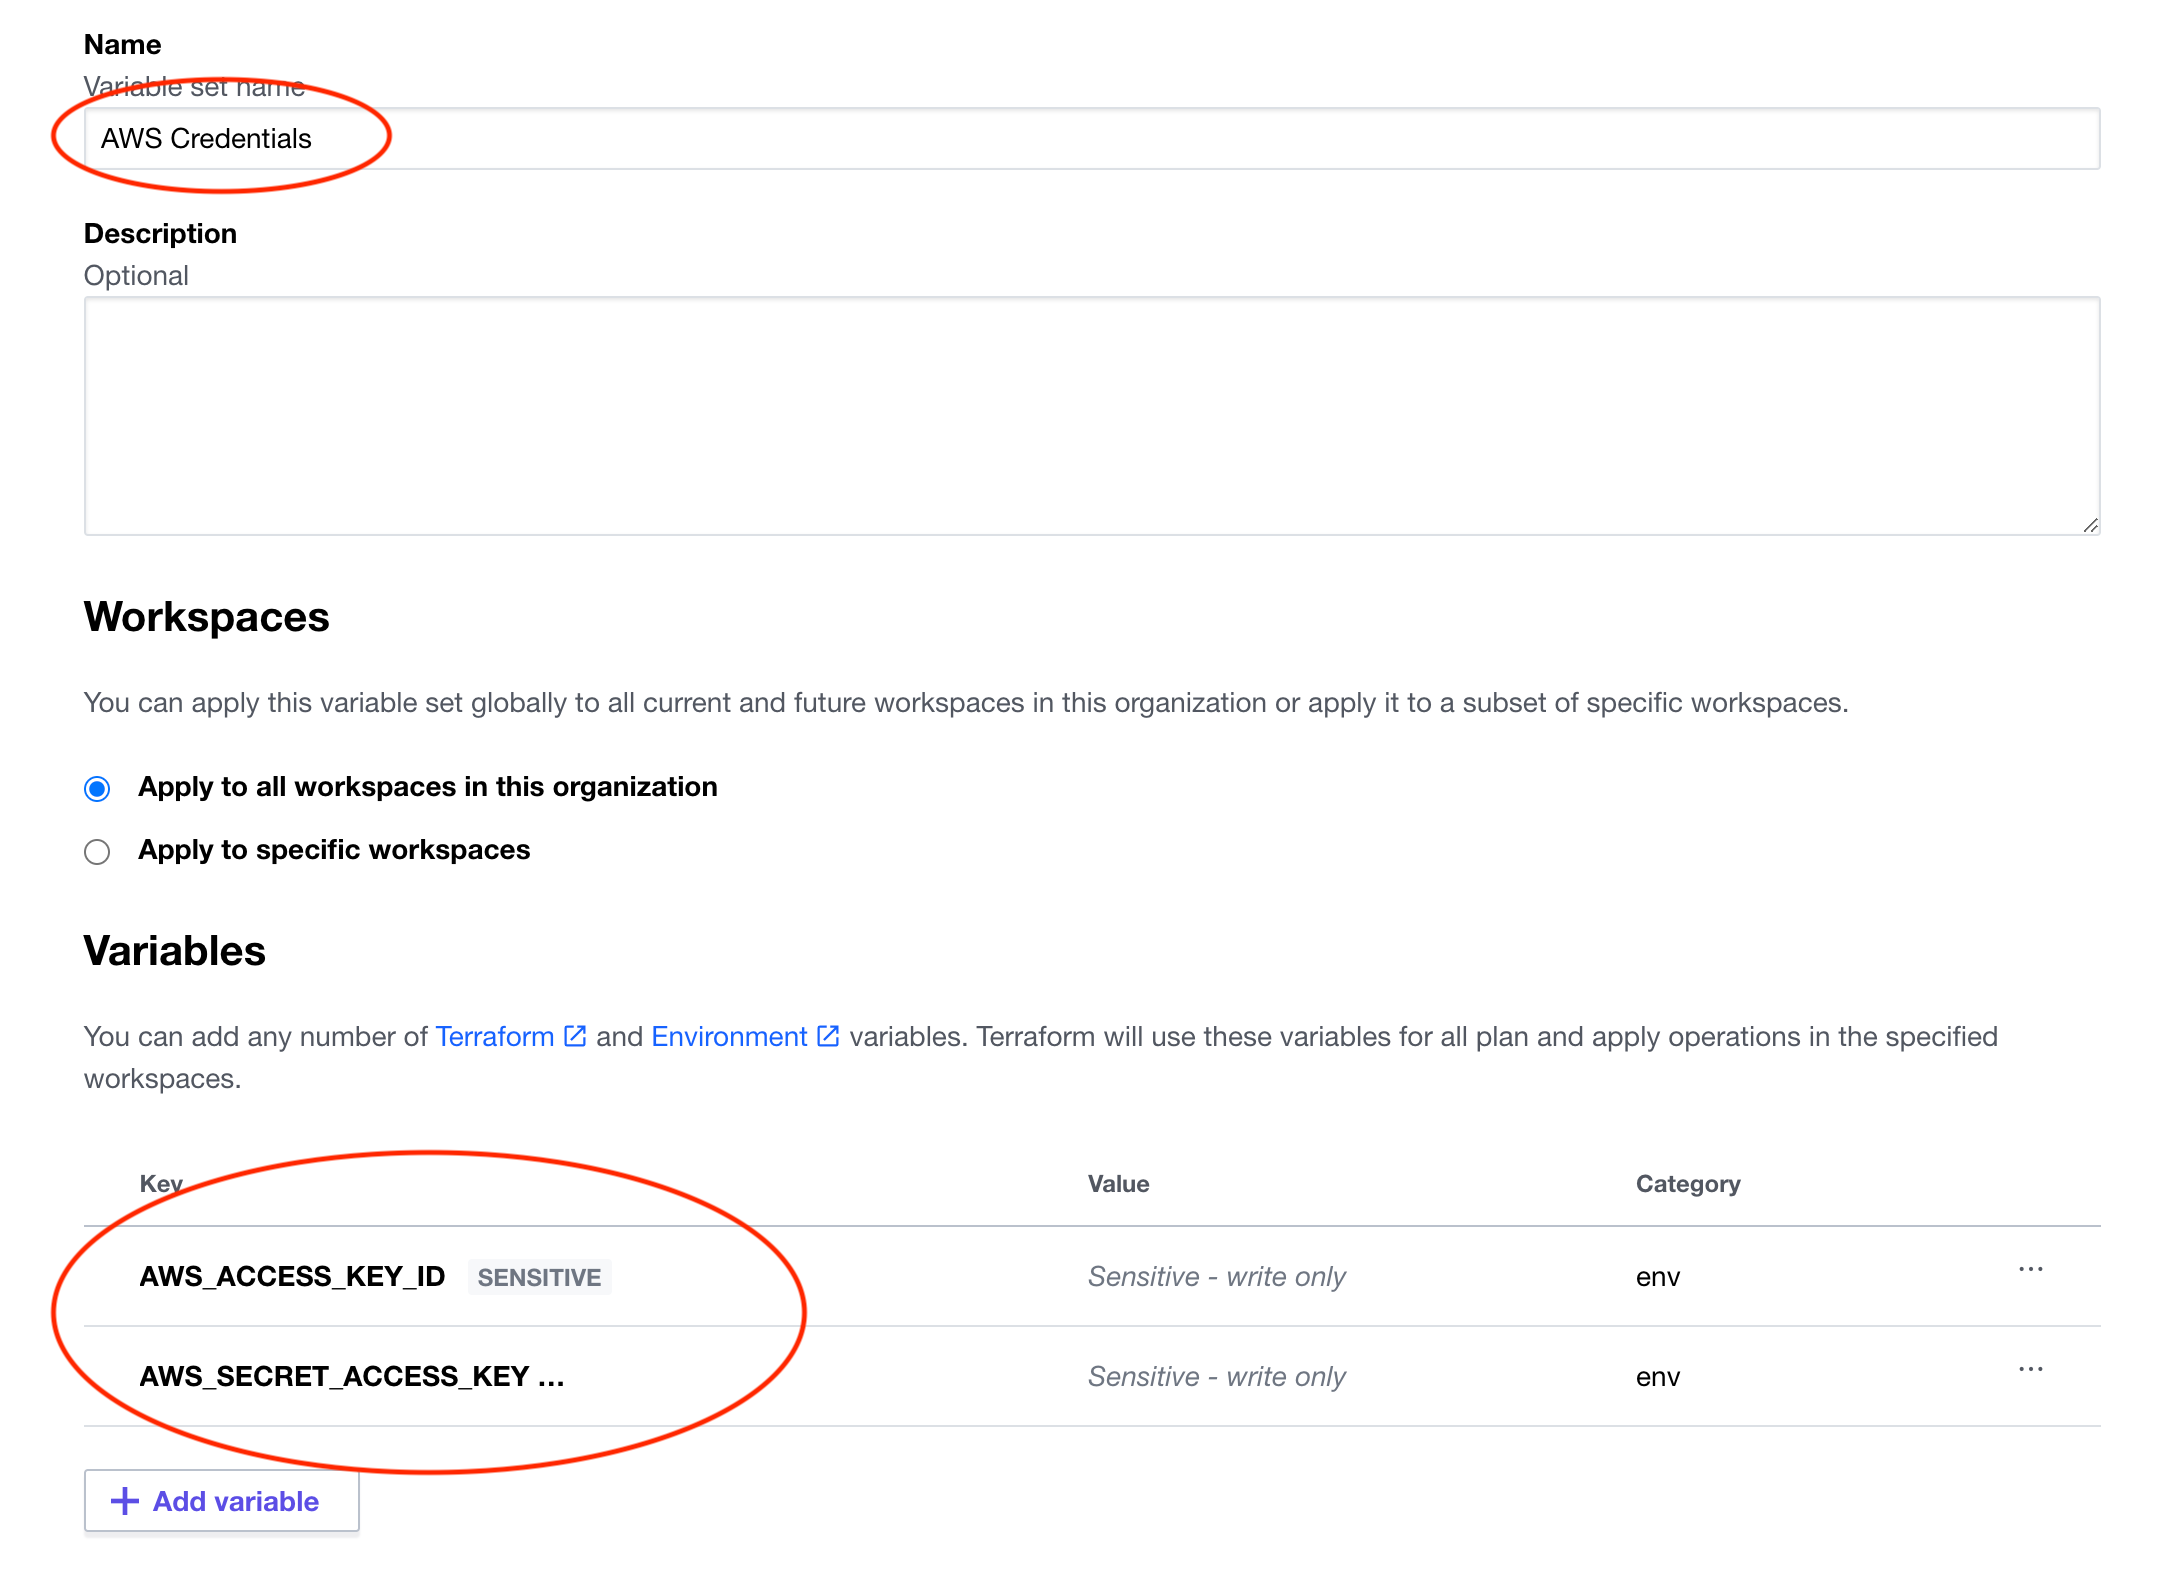 Name
Variable set name
AWS Credentials
Description
Optional
Workspaces
You can apply this variable set globally to all current and future workspaces in this organization or apply it to a subset of specific workspaces.
Apply to all workspaces in this organization
Apply to specific workspaces
Variables
You can add any number of Terraform and Environment variables. Terraform will use these variables for all plan and apply operations in the specified
workspaces.
Key Value Category
AWS_ACCESS_KEY_ID SENSITIVE Sensitive - write only env ...
AWS_SECRET_ACCESS_KEY ... Sensitive - write only env ...
+ Add variable